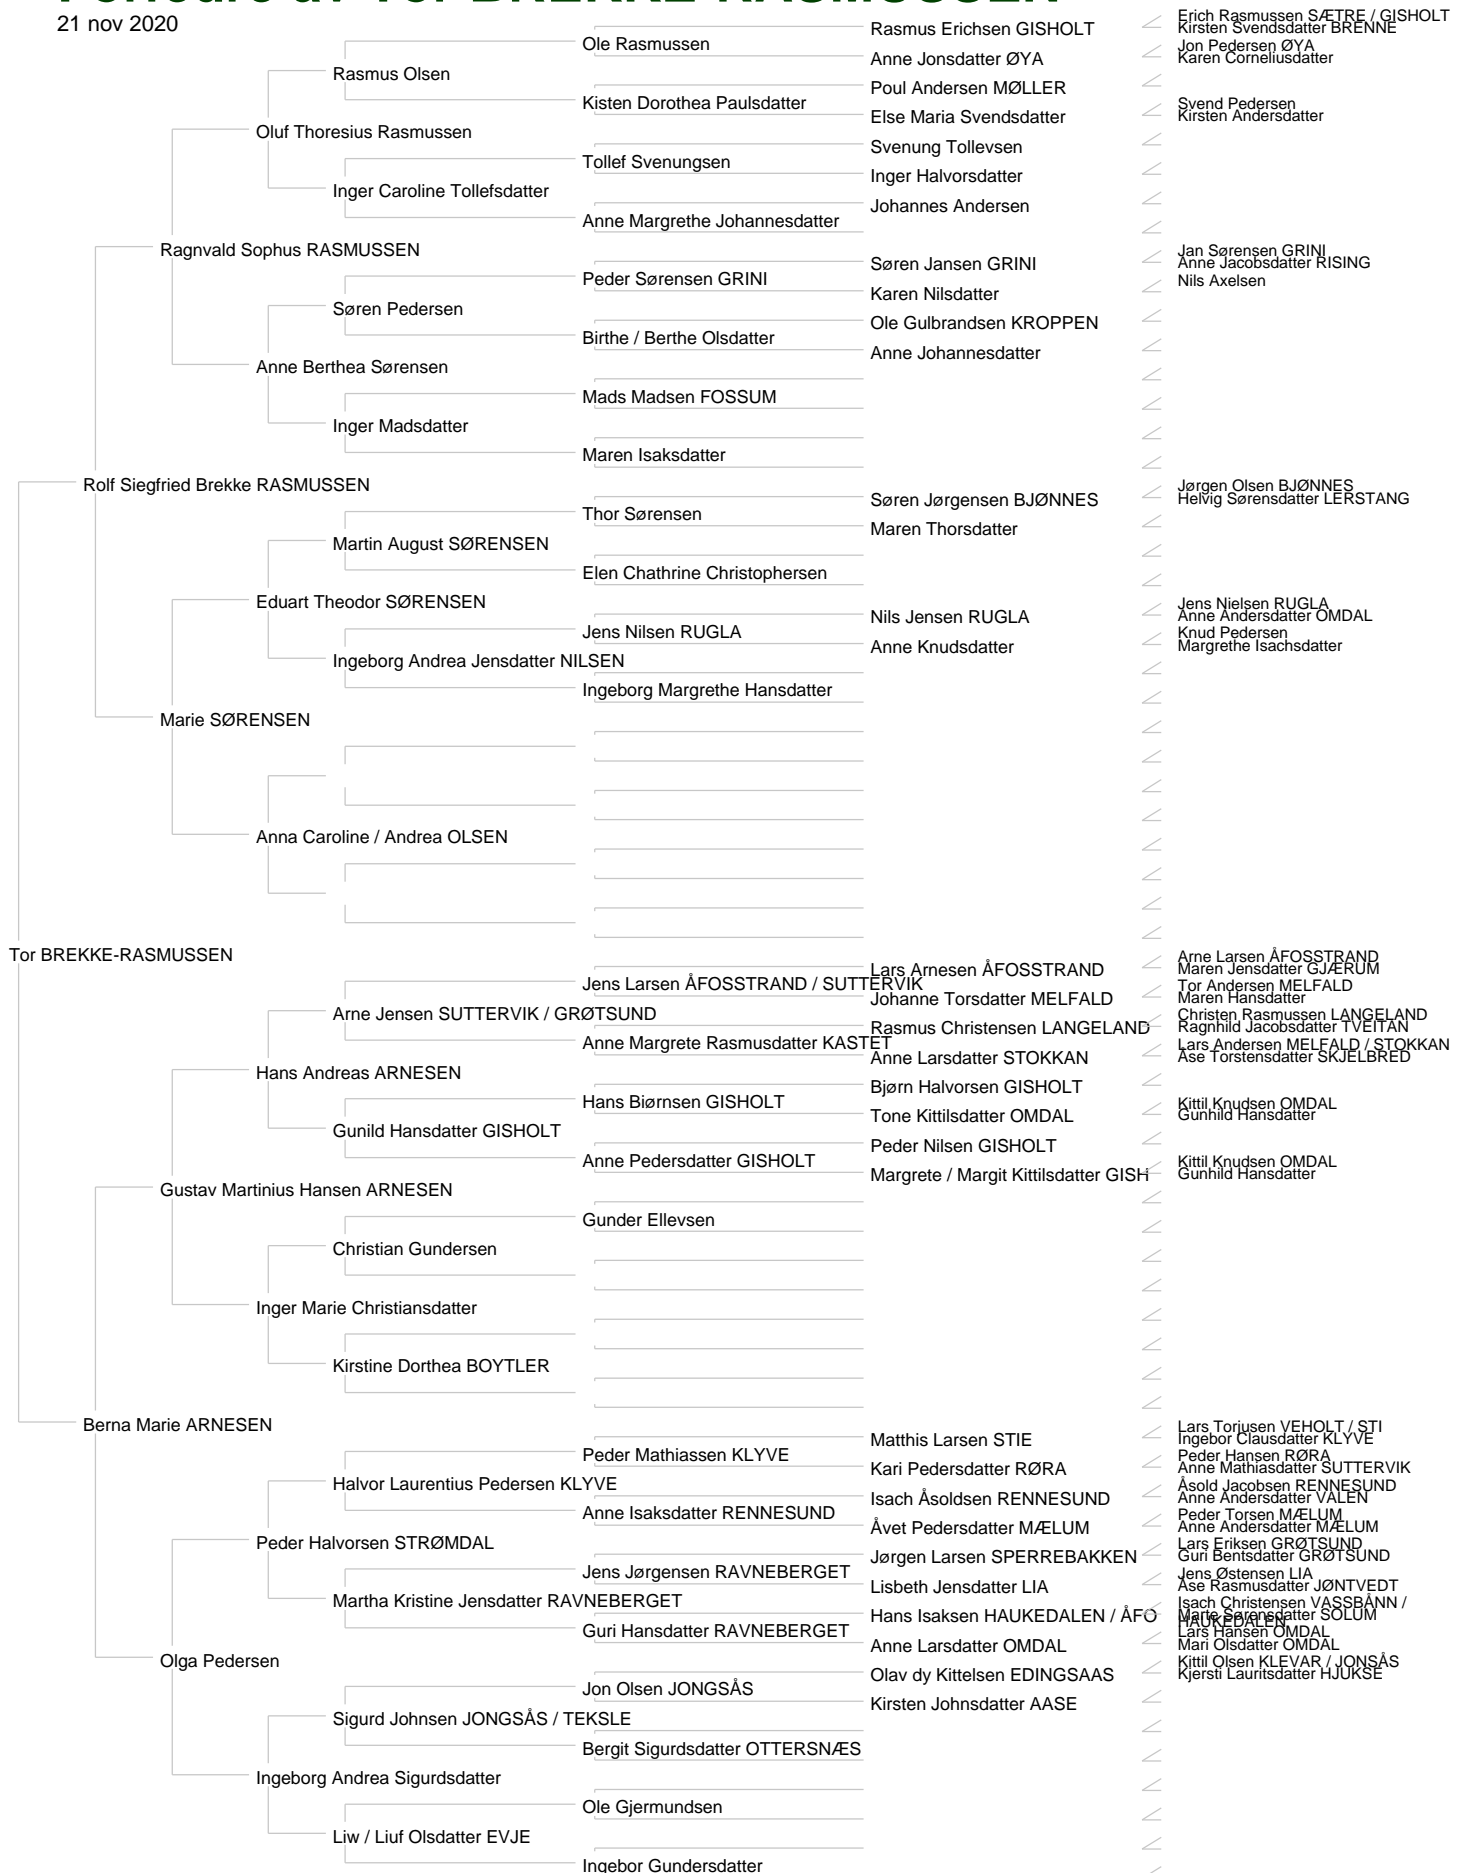 21 nov 2020
Erich Rasmussen SÆTRE / GISHOLT
Rasmus Erichsen GISHOLT
Kirsten Svendsdatter BRENNE
Ole Rasmussen
Jon Pedersen ØYA
Anne Jonsdatter ØYA
Karen Corneliusdatter
Rasmus Olsen
Poul Andersen MØLLER
Kisten Dorothea Paulsdatter
Svend Pedersen
Else Maria Svendsdatter
Kirsten Andersdatter
Oluf Thoresius Rasmussen
Svenung Tollevsen
Tollef Svenungsen
Inger Halvorsdatter
Inger Caroline Tollefsdatter
Johannes Andersen
Anne Margrethe Johannesdatter
Ragnvald Sophus RASMUSSEN
Jan Sørensen GRINI
Søren Jansen GRINI
Anne Jacobsdatter RISING
Peder Sørensen GRINI
Nils Axelsen
Karen Nilsdatter
Søren Pedersen
Ole Gulbrandsen KROPPEN
Birthe / Berthe Olsdatter
Anne Johannesdatter
Anne Berthea Sørensen
Mads Madsen FOSSUM
Inger Madsdatter
Maren Isaksdatter
Rolf Siegfried Brekke RASMUSSEN
Jørgen Olsen BJØNNES
Søren Jørgensen BJØNNES
Helvig Sørensdatter LERSTANG
Thor Sørensen
Maren Thorsdatter
Martin August SØRENSEN
Elen Chathrine Christophersen
Eduart Theodor SØRENSEN
Jens Nielsen RUGLA
Nils Jensen RUGLA
Anne Andersdatter OMDAL
Jens Nilsen RUGLA
Knud Pedersen
Anne Knudsdatter
Margrethe Isachsdatter
Ingeborg Andrea Jensdatter NILSEN
Ingeborg Margrethe Hansdatter
Marie SØRENSEN
Anna Caroline / Andrea OLSEN
Tor BREKKE-RASMUSSEN
Arne Larsen ÅFOSSTRAND
Lars Arnesen ÅFOSSTRAND
Maren Jensdatter GJÆRUM
Jens Larsen ÅFOSSTRAND / SUTTERVIK
Tor Andersen MELFALD
Johanne Torsdatter MELFALD
Maren Hansdatter
Arne Jensen SUTTERVIK / GRØTSUND
Christen Rasmussen LANGELAND
Rasmus Christensen LANGELAND
Ragnhild Jacobsdatter TVEITAN
Anne Margrete Rasmusdatter KASTET
Lars Andersen MELFALD / STOKKAN
Anne Larsdatter STOKKAN
Åse Torstensdatter SKJELBRED
Hans Andreas ARNESEN
Bjørn Halvorsen GISHOLT
Hans Biørnsen GISHOLT
Kittil Knudsen OMDAL
Tone Kittilsdatter OMDAL
Gunhild Hansdatter
Gunild Hansdatter GISHOLT
Peder Nilsen GISHOLT
Anne Pedersdatter GISHOLT
Kittil Knudsen OMDAL
Margrete / Margit Kittilsdatter GISH
Gunhild Hansdatter
Gustav Martinius Hansen ARNESEN
Gunder Ellevsen
Christian Gundersen
Inger Marie Christiansdatter
Kirstine Dorthea BOYTLER
Berna Marie ARNESEN
Lars Torjusen VEHOLT / STI
Matthis Larsen STIE
Ingebor Clausdatter KLYVE
Peder Mathiassen KLYVE
Peder Hansen RØRA
Kari Pedersdatter RØRA
Anne Mathiasdatter SUTTERVIK
Halvor Laurentius Pedersen KLYVE
Åsold Jacobsen RENNESUND
Isach Åsoldsen RENNESUND
Anne Andersdatter VALEN
Anne Isaksdatter RENNESUND
Peder Torsen MÆLUM
Åvet Pedersdatter MÆLUM
Anne Andersdatter MÆLUM
Peder Halvorsen STRØMDAL
Lars Eriksen GRØTSUND
Jørgen Larsen SPERREBAKKEN
Guri Bentsdatter GRØTSUND
Jens Jørgensen RAVNEBERGET
Jens Østensen LIA
Lisbeth Jensdatter LIA
Åse Rasmusdatter JØNTVEDT
Martha Kristine Jensdatter RAVNEBERGET
Isach Christensen VASSBÅNN /
HAUKEDALEN
Hans Isaksen HAUKEDALEN / ÅFO
Marte Sørensdatter SOLUM
Guri Hansdatter RAVNEBERGET
Lars Hansen OMDAL
Anne Larsdatter OMDAL
Mari Olsdatter OMDAL
Olga Pedersen
Kittil Olsen KLEVAR / JONSÅS
Olav dy Kittelsen EDINGSAAS
Kjersti Lauritsdatter HJUKSE
Jon Olsen JONGSÅS
Kirsten Johnsdatter AASE
Sigurd Johnsen JONGSÅS / TEKSLE
Bergit Sigurdsdatter OTTERSNÆS
Ingeborg Andrea Sigurdsdatter
Ole Gjermundsen
Liw / Liuf Olsdatter EVJE
Ingebor Gundersdatter